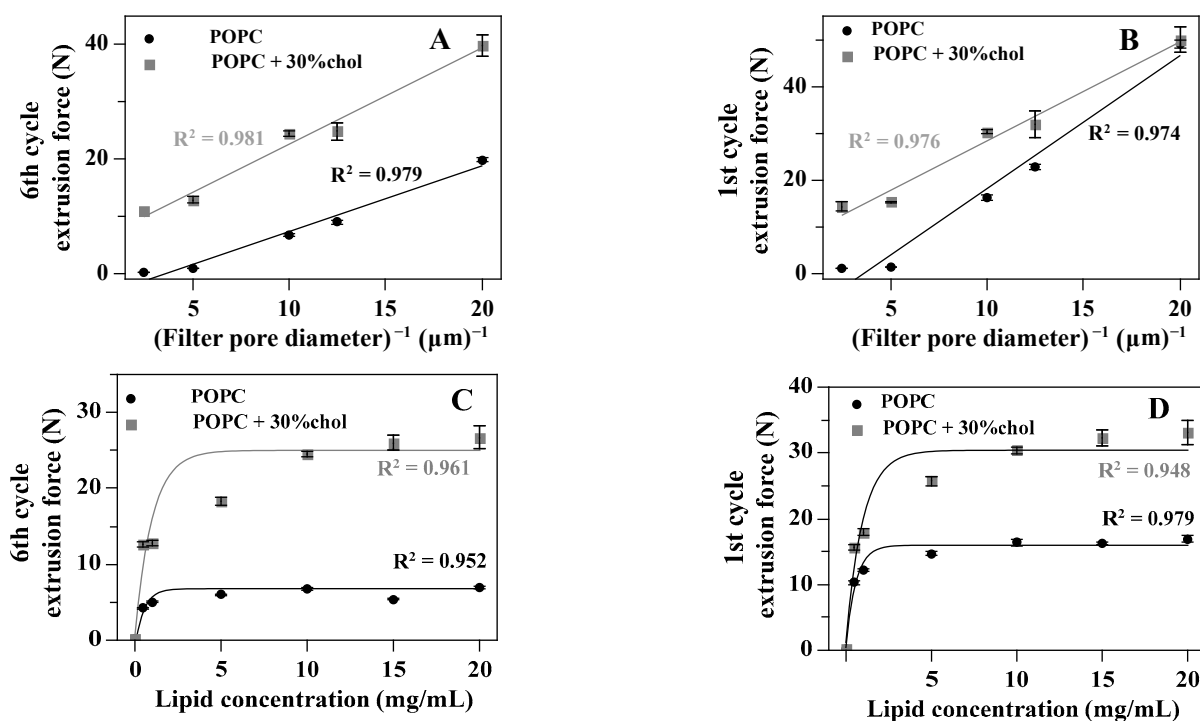 A
POPC
POPC + 30%chol
R² = 0.981
R² = 0.979
40
20
0
5
10
15
20
6th cycle
extrusion force (N)
(Filter pore diameter)⁻¹ (µm)⁻¹
B
POPC
POPC + 30%chol
R² = 0.976
R² = 0.974
40
20
0
5
10
15
20
1st cycle
extrusion force (N)
(Filter pore diameter)⁻¹ (µm)⁻¹
C
POPC
POPC + 30%chol
R² = 0.961
R² = 0.952
30
20
10
0
0
5
10
15
20
6th cycle
extrusion force (N)
Lipid concentration (mg/mL)
D
POPC
POPC + 30%chol
R² = 0.948
R² = 0.979
40
30
20
10
0
5
10
15
20
1st cycle
extrusion force (N)
Lipid concentration (mg/mL)